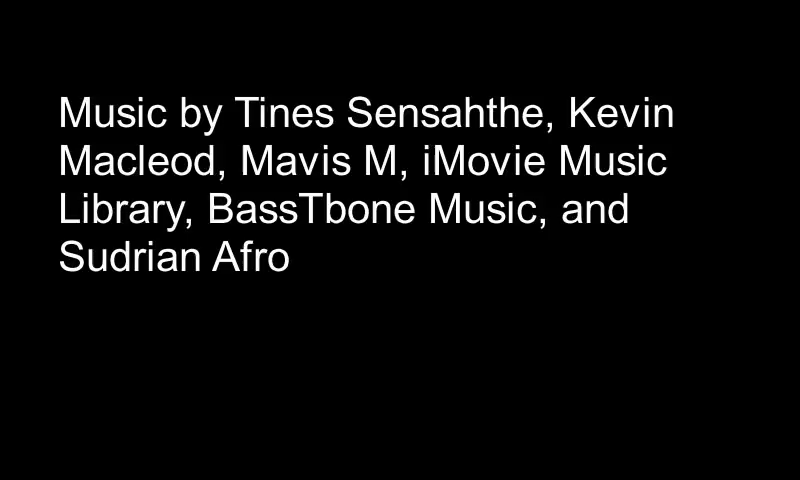 Music by Tines Sensahthe, Kevin
Macleod, Mavis M, iMovie Music
Library, BassTbone Music, and
Sudrian Afro